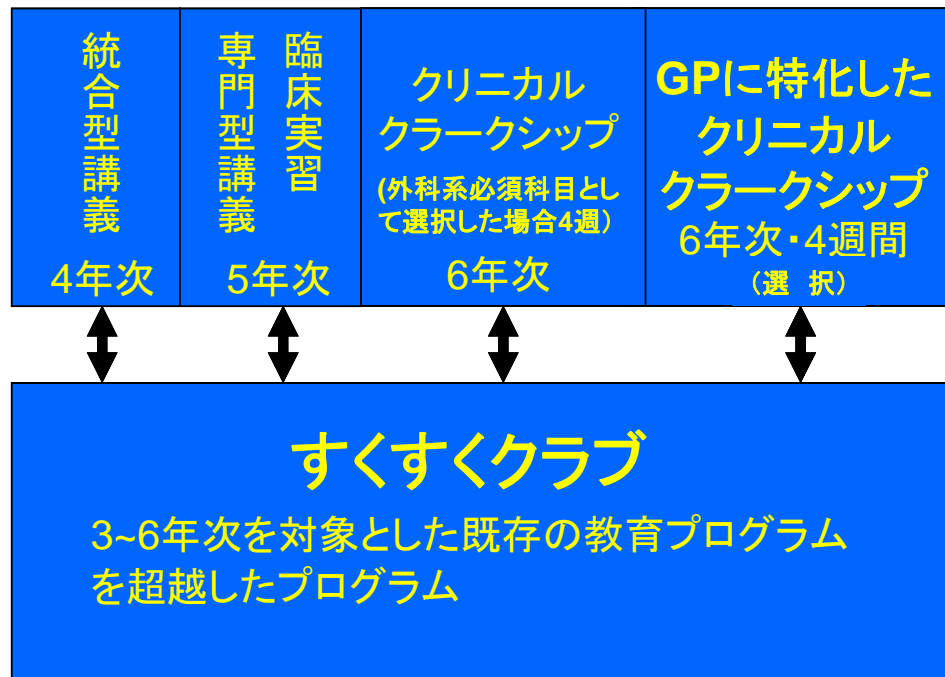 統合型講義
4年次
臨床実習
専門型講義
5年次
クリニカル
クラークシップ
(外科系必須科目とし
て選択した場合4週)
6年次
GPに特化した
クリニカル
クラークシップ
6年次・4週間
（選 択）
すくすくクラブ
3~6年次を対象とした既存の教育プログラム
を超越したプログラム